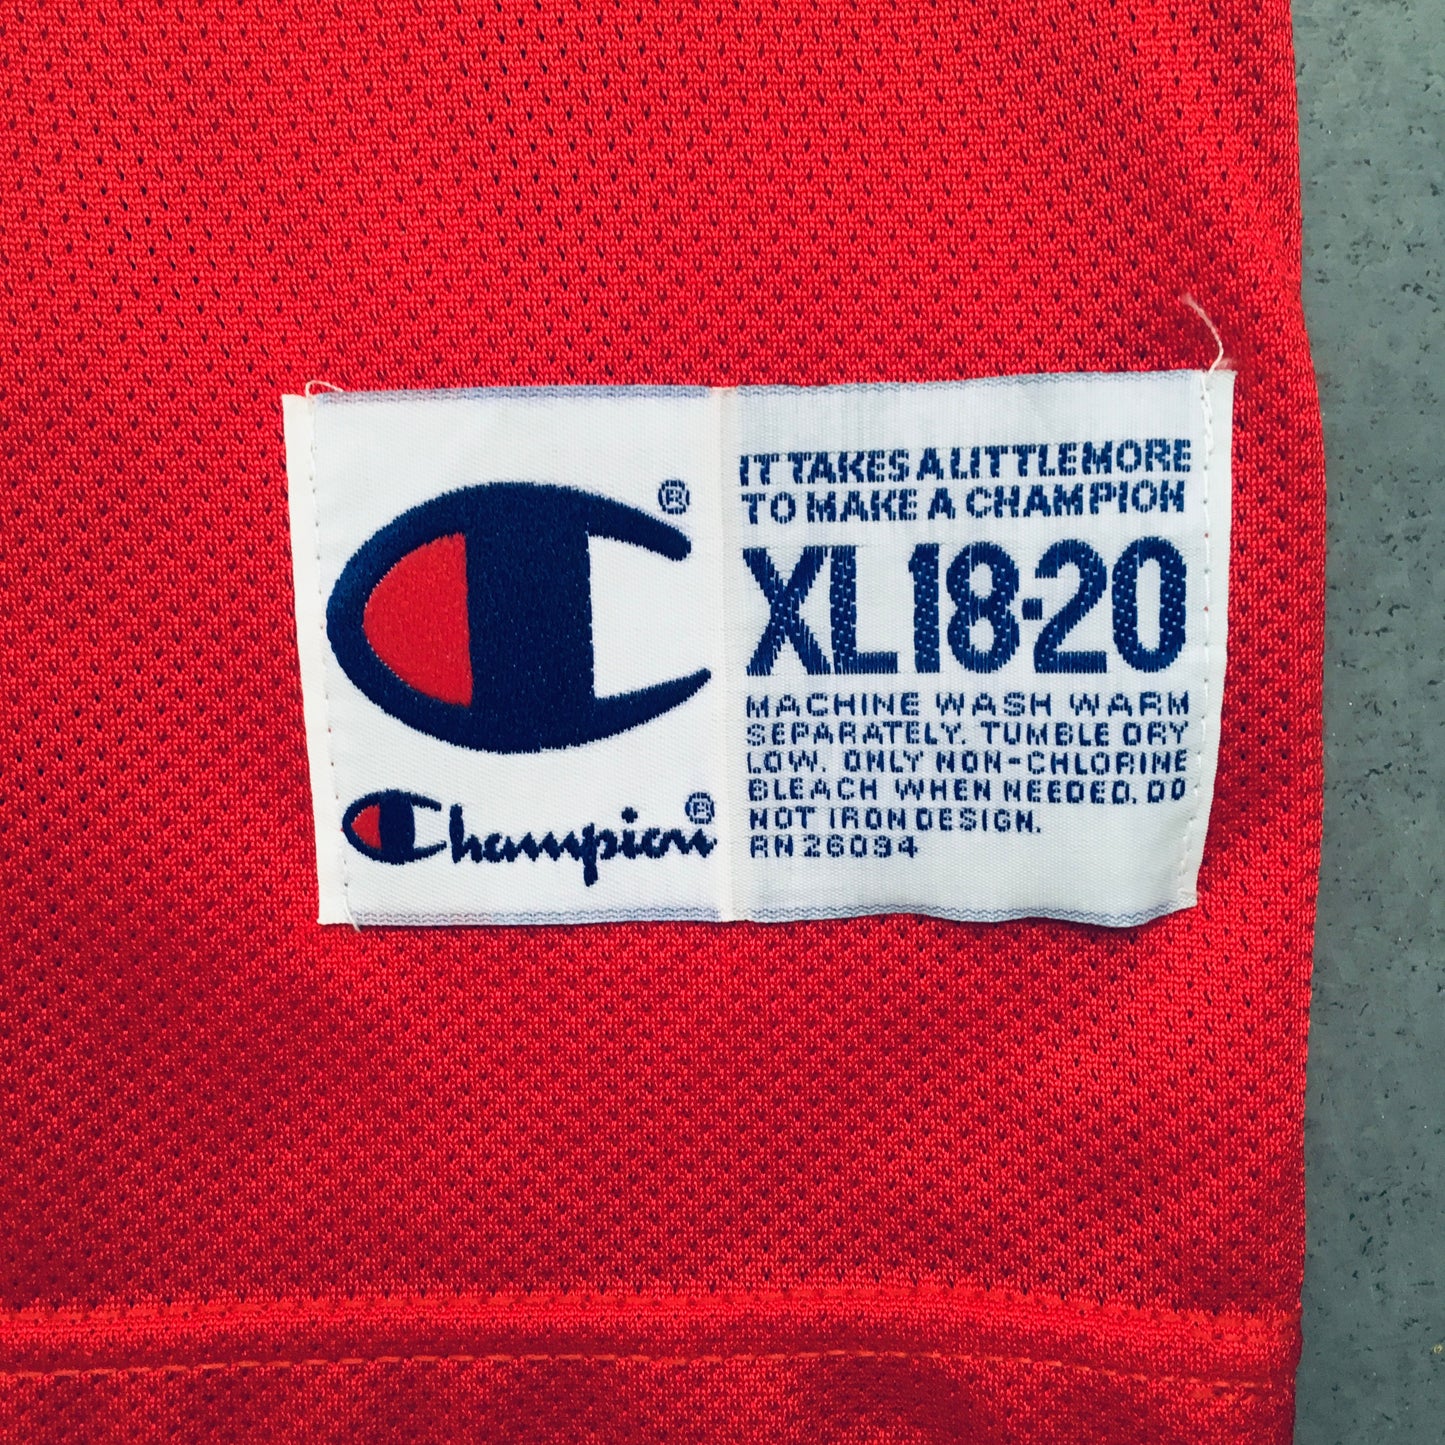 ®
Champion®
IT TAKES A LITTLE MORE
TO MAKE A CHAMPION
XL 18-20
MACHINE WASH WARM
SEPARATELY. TUMBLE DRY
LOW. ONLY NON-CHLORINE
BLEACH WHEN NEEDED. DO
NOT IRON DESIGN.
RN 26094